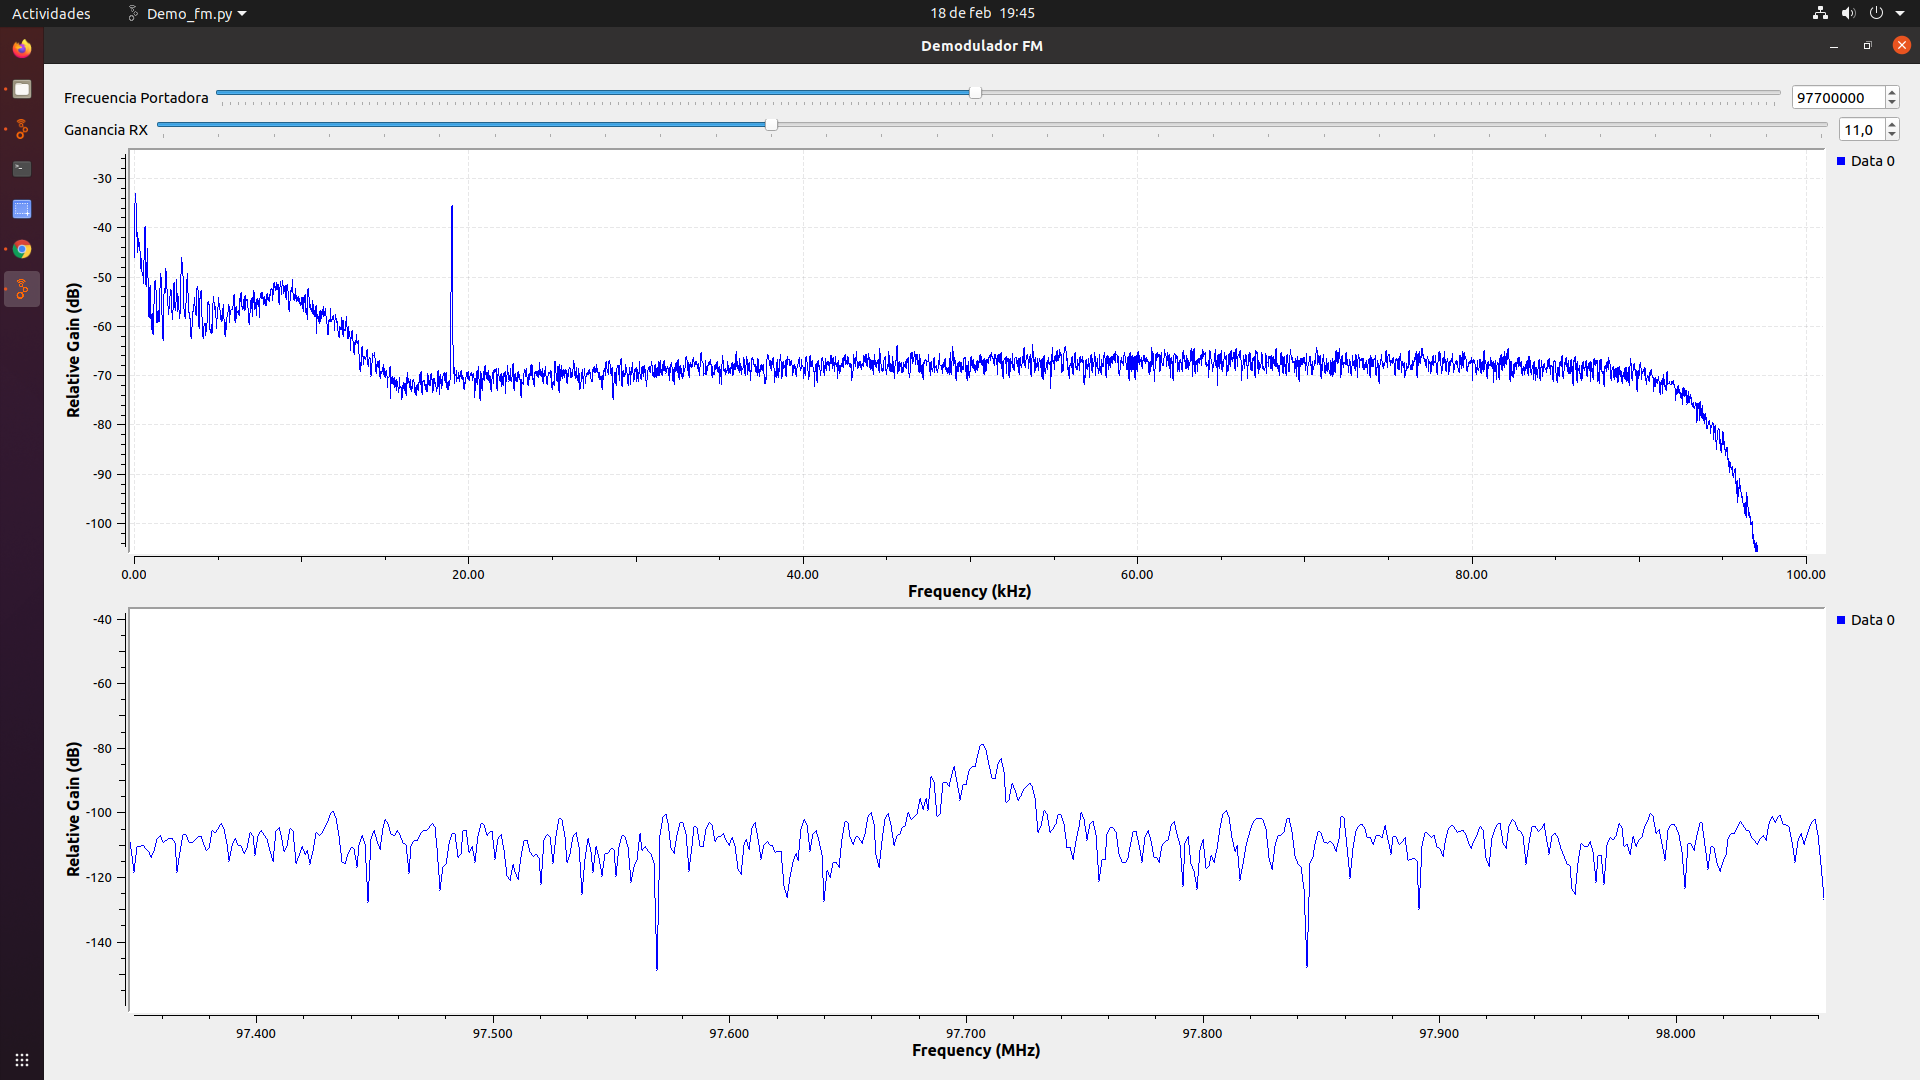 Actividades Demo_fm.py 18 de feb 19:45
Demodulador FM
Frecuencia Portadora 97700000
Ganancia RX 11,0
Data 0
Relative Gain (dB)
-30
-40
-50
-60
-70
-80
-90
-100
0.00 20.00 40.00 60.00 80.00 100.00
Frequency (kHz)
Data 0
Relative Gain (dB)
-40
-60
-80
-100
-120
-140
97.400 97.500 97.600 97.700 97.800 97.900 98.000
Frequency (MHz)